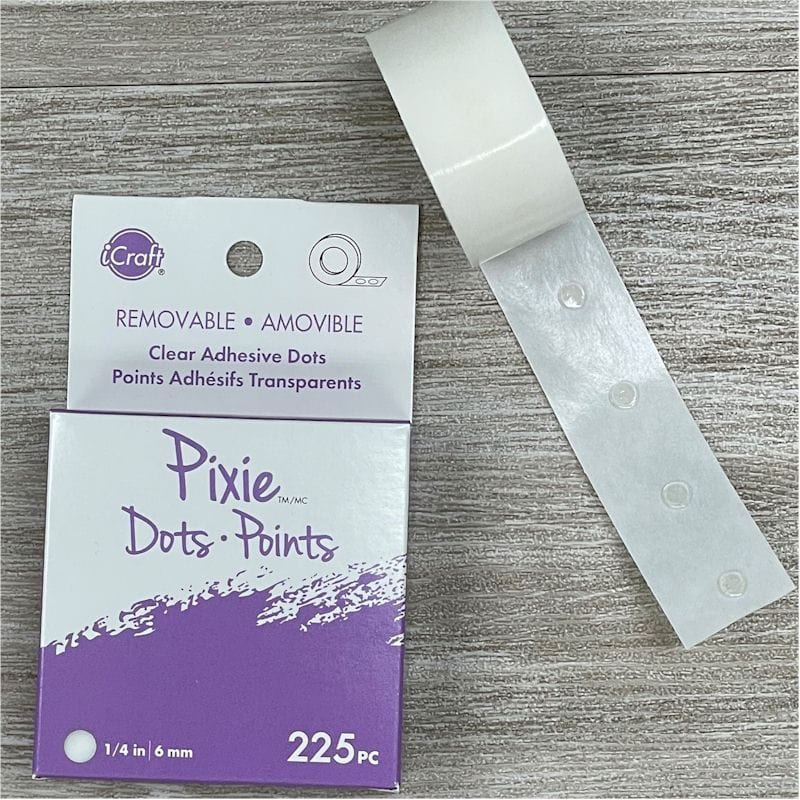 iCraft®
REMOVABLE • AMOVIBLE
Clear Adhesive Dots
Points Adhésifs Transparents
Pixie TM/MC
Dots • Points
1/4 in | 6 mm
225 PC